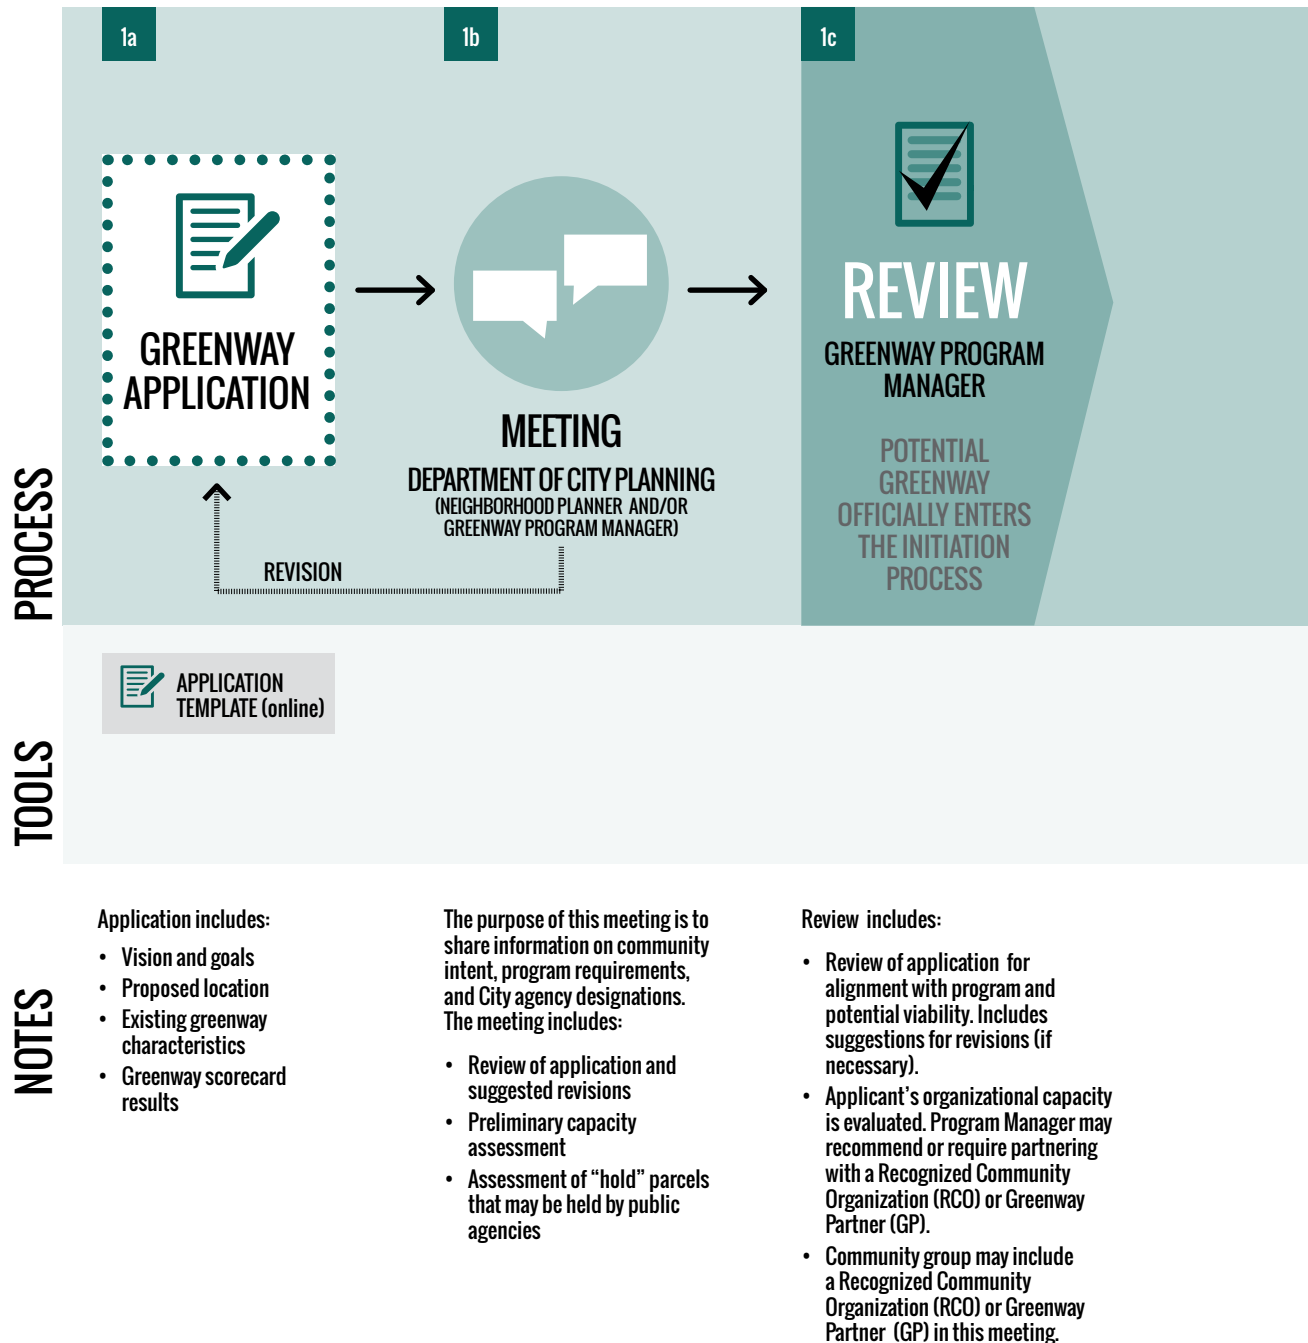 1a
1b
1c
PROCESS
GREENWAY
APPLICATION
MEETING
DEPARTMENT OF CITY PLANNING
(NEIGHBORHOOD PLANNER AND/OR
GREENWAY PROGRAM MANAGER)
REVISION
REVIEW
GREENWAY PROGRAM
MANAGER
POTENTIAL
GREENWAY
OFFICIALLY ENTERS
THE INITIATION
PROCESS
TOOLS
APPLICATION
TEMPLATE (online)
NOTES
Application includes:
• Vision and goals
• Proposed location
• Existing greenway
characteristics
• Greenway scorecard
results
The purpose of this meeting is to
share information on community
intent, program requirements,
and City agency designations.
The meeting includes:
• Review of application and
suggested revisions
• Preliminary capacity
assessment
• Assessment of “hold” parcels
that may be held by public
agencies
Review includes:
• Review of application for
alignment with program and
potential viability. Includes
suggestions for revisions (if
necessary).
• Applicant’s organizational capacity
is evaluated. Program Manager may
recommend or require partnering
with a Recognized Community
Organization (RCO) or Greenway
Partner (GP).
• Community group may include
a Recognized Community
Organization (RCO) or Greenway
Partner (GP) in this meeting.